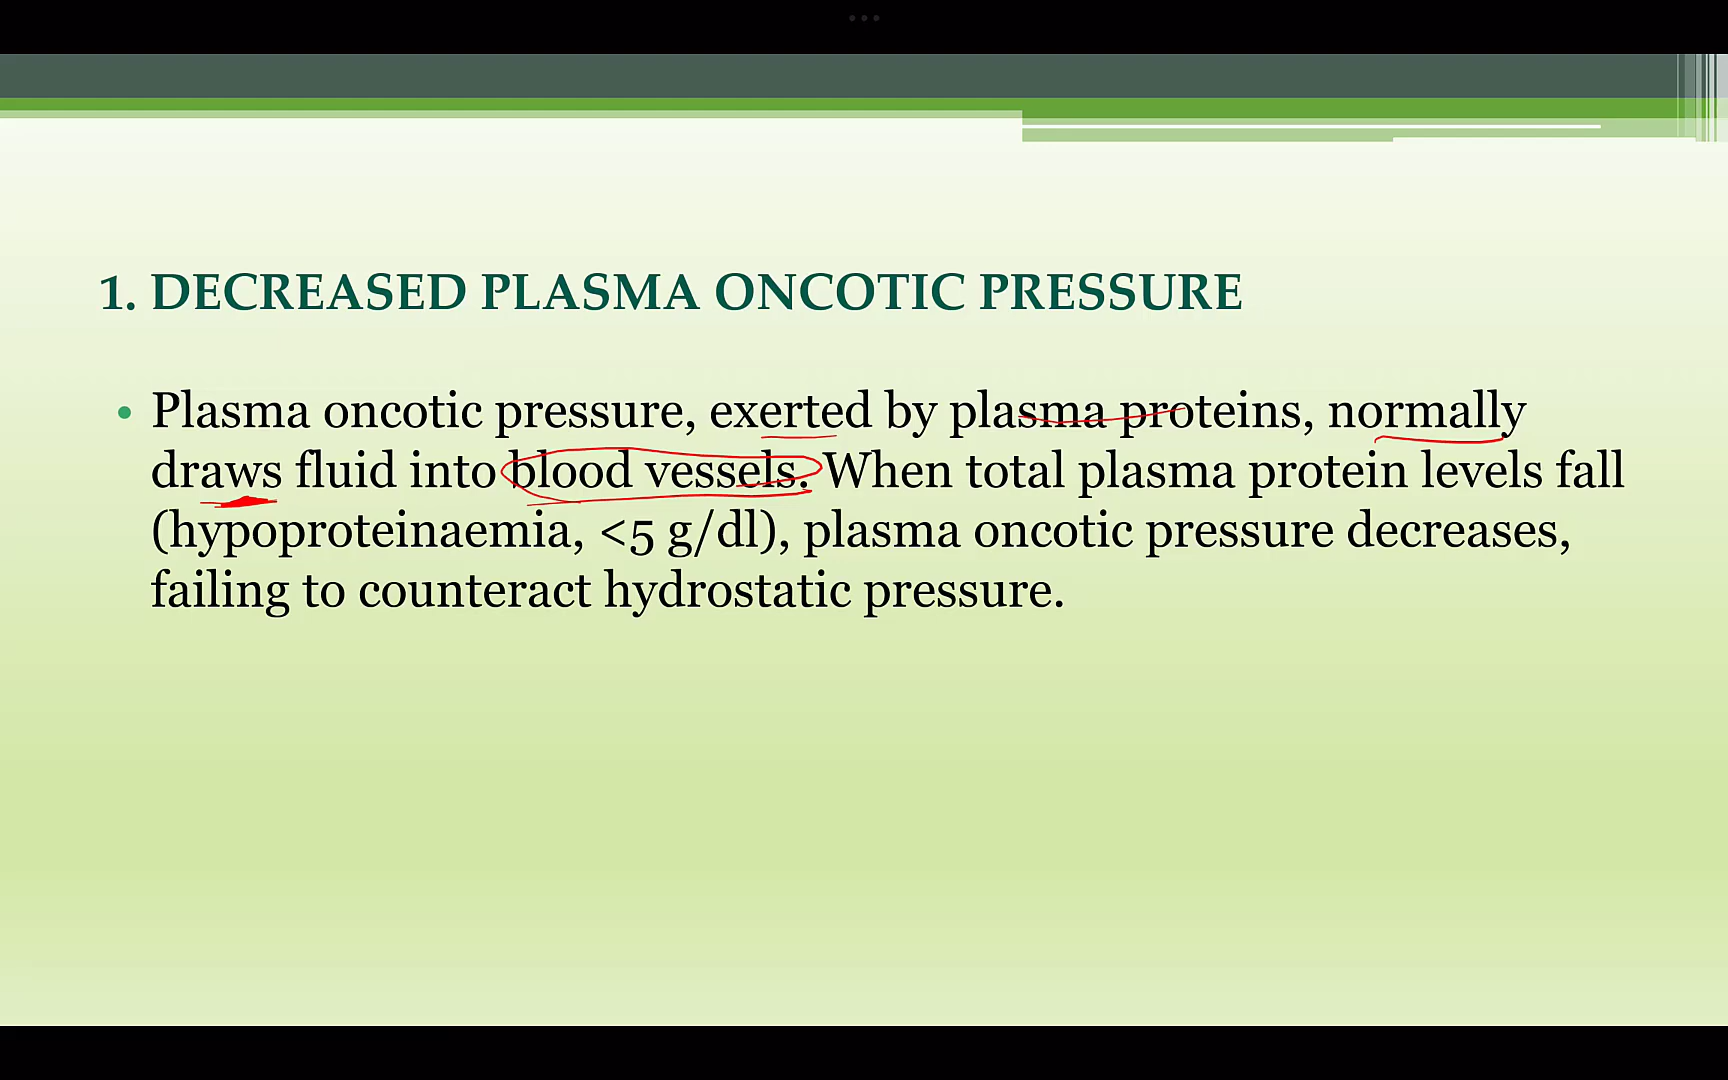 1. DECREASED PLASMA ONCOTIC PRESSURE
• Plasma oncotic pressure, exerted by plasma proteins, normally
draws fluid into blood vessels. When total plasma protein levels fall
(hypoproteinaemia, <5 g/dl), plasma oncotic pressure decreases,
failing to counteract hydrostatic pressure.